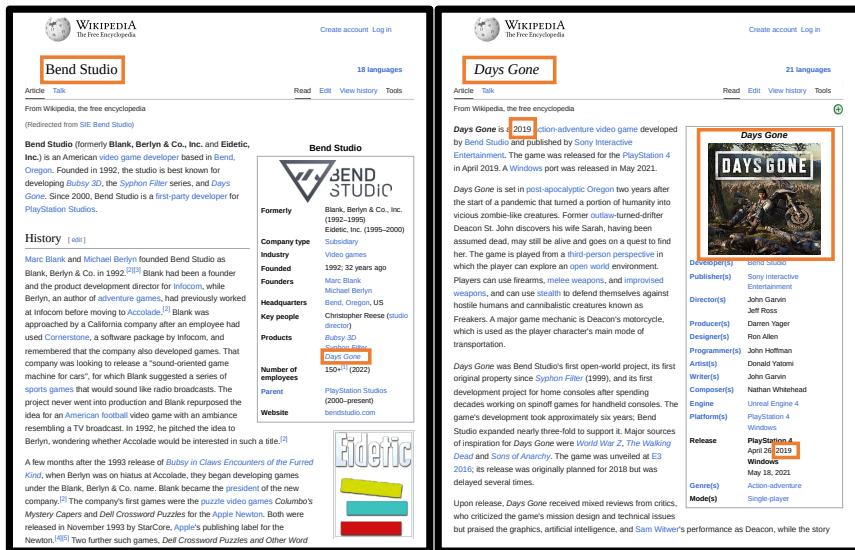 WIKIPEDIA
The Free Encyclopedia
Create account Log in
Bend Studio
18 languages
Article Talk
Read Edit View history Tools
From Wikipedia, the free encyclopedia
(Redirected from SIE Bend Studio)
Bend Studio (formerly Blank, Berlyn & Co., Inc. and Eidetic,
Inc.) is an American video game developer based in Bend,
Oregon. Founded in 1992, the studio is best known for
developing Bubsy 3D, the Syphon Filter series, and Days
Gone. Since 2000, Bend Studio is a first-party developer for
PlayStation Studios.
History [ edit ]
Marc Blank and Michael Berlyn founded Bend Studio as
Blank, Berlyn & Co. in 1992.[2][3] Blank had been a founder
and the product development director for Infocom, while
Berlyn, an author of adventure games, had previously worked
at Infocom before moving to Accolade.[2] Blank was
approached by a California company after an employee had
used Cornerstone, a software package by Infocom, and
remembered that the company also developed games. That
company was looking to release a "sound-oriented game
machine for cars", for which Blank suggested a series of
sports games that would sound like radio broadcasts. The
project never went into production and Blank repurposed the
idea for an American football video game with an ambiance
resembling a TV broadcast. In 1992, he pitched the idea to
Berlyn, wondering whether Accolade would be interested in such a title.[2]
A few months after the 1993 release of Bubsy in Claws Encounters of the Furred
Kind, when Berlyn was on hiatus at Accolade, they began developing games
under the Blank, Berlyn & Co. name. Blank became the president of the new
company.[2] The company's first games were the puzzle video games Columbo's
Mystery Capers and Dell Crossword Puzzles for the Apple Newton. Both were
released in November 1993 by StarCore, Apple's publishing label for the
Newton.[4][5] Two further such games, Dell Crossword Puzzles and Other Word
Bend Studio
BEND
STUDIO
Formerly Blank, Berlyn & Co., Inc.
(1992–1995)
Eidetic, Inc. (1995–2000)
Company type Subsidiary
Industry Video games
Founded 1992; 32 years ago
Founders Marc Blank
Michael Berlyn
Headquarters Bend, Oregon, US
Key people Christopher Reese (studio
director)
Products Bubsy 3D
Syphon Filter
Days Gone
Number of
employees 150+[1] (2022)
Parent PlayStation Studios
(2000–present)
Website bendstudio.com
Eidetic
WIKIPEDIA
The Free Encyclopedia
Create account Log in
Days Gone
21 languages
Article Talk
Read Edit View history Tools
From Wikipedia, the free encyclopedia
Days Gone is a 2019 action-adventure video game developed
by Bend Studio and published by Sony Interactive
Entertainment. The game was released for the PlayStation 4
in April 2019. A Windows port was released in May 2021.
Days Gone is set in post-apocalyptic Oregon two years after
the start of a pandemic that turned a portion of humanity into
vicious zombie-like creatures. Former outlaw-turned-drifter
Deacon St. John discovers his wife Sarah, having been
assumed dead, may still be alive and goes on a quest to find
her. The game is played from a third-person perspective in
which the player can explore an open world environment.
Players can use firearms, melee weapons, and improvised
weapons, and can use stealth to defend themselves against
hostile humans and cannibalistic creatures known as
Freakers. A major game mechanic is Deacon's motorcycle,
which is used as the player character's main mode of
transportation.
Days Gone was Bend Studio's first open-world project, its first
original property since Syphon Filter (1999), and its first
development project for home consoles after spending
decades working on spinoff games for handheld consoles. The
game's development took approximately six years; Bend
Studio expanded nearly three-fold to support it. Major sources
of inspiration for Days Gone were World War Z, The Walking
Dead and Sons of Anarchy. The game was unveiled at E3
2016; its release was originally planned for 2018 but was
delayed several times.
Upon release, Days Gone received mixed reviews from critics,
who criticized the game's mission design and technical issues
but praised the graphics, artificial intelligence, and Sam Witwer's performance as Deacon, while the story
Days Gone
DAYS GONE
Developer(s) Bend Studio
Publisher(s) Sony Interactive
Entertainment
Director(s) John Garvin
Jeff Ross
Producer(s) Darren Yager
Designer(s) Ron Allen
Programmer(s) John Hoffman
Artist(s) Donald Yatomi
Writer(s) John Garvin
Composer(s) Nathan Whitehead
Engine Unreal Engine 4
Platform(s) PlayStation 4
Windows
Release PlayStation 4
April 26, 2019
Windows
May 18, 2021
Genre(s) Action-adventure
Mode(s) Single-player